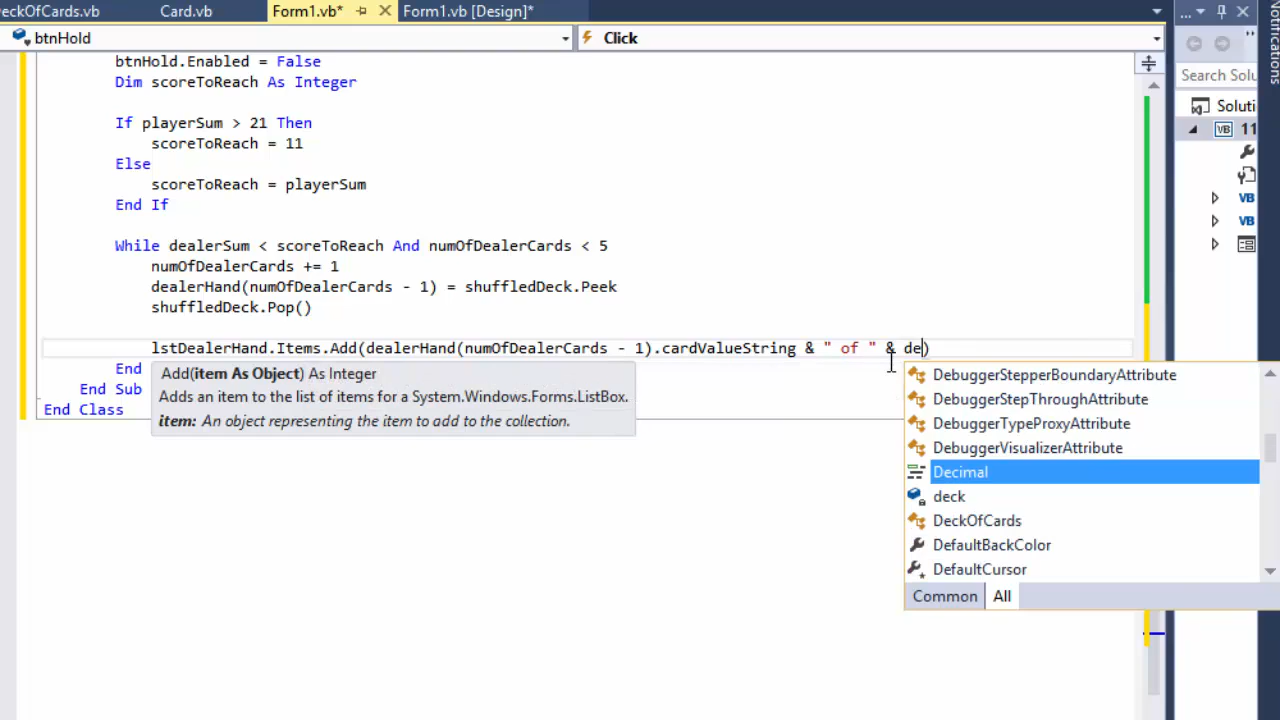 eckOfCards.vb Card.vb Form1.vb* Form1.vb [Design]*
btnHold Click
btnHold.Enabled = False
Dim scoreToReach As Integer
If playerSum > 21 Then
scoreToReach = 11
Else
scoreToReach = playerSum
End If
While dealerSum < scoreToReach And numOfDealerCards < 5
numOfDealerCards += 1
dealerHand(numOfDealerCards - 1) = shuffledDeck.Peek
shuffledDeck.Pop()
lstDealerHand.Items.Add(dealerHand(numOfDealerCards - 1).cardValueString & " of " & de)
End
End Sub
End Class
Add(item As Object) As Integer
Adds an item to the list of items for a System.Windows.Forms.ListBox.
item: An object representing the item to add to the collection.
DebuggerStepperBoundaryAttribute
DebuggerStepThroughAttribute
DebuggerTypeProxyAttribute
DebuggerVisualizerAttribute
Decimal
deck
DeckOfCards
DefaultBackColor
DefaultCursor
Common All
Search Solu
Soluti
VB 11
VB
VB
Notifications